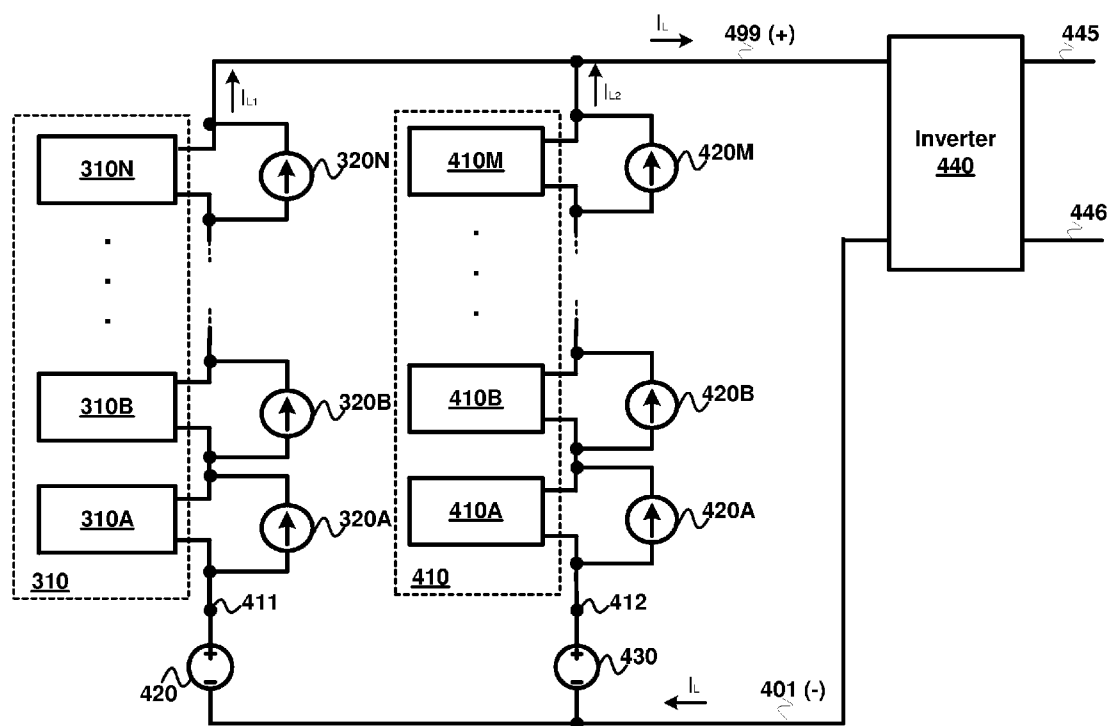 I_L
499 (+)
445
I_L1
I_L2
310N
320N
410M
420M
Inverter
440
446
310B
320B
410B
420B
310A
320A
410A
420A
310
411
410
412
+
−
420
+
−
430
I_L
401 (-)